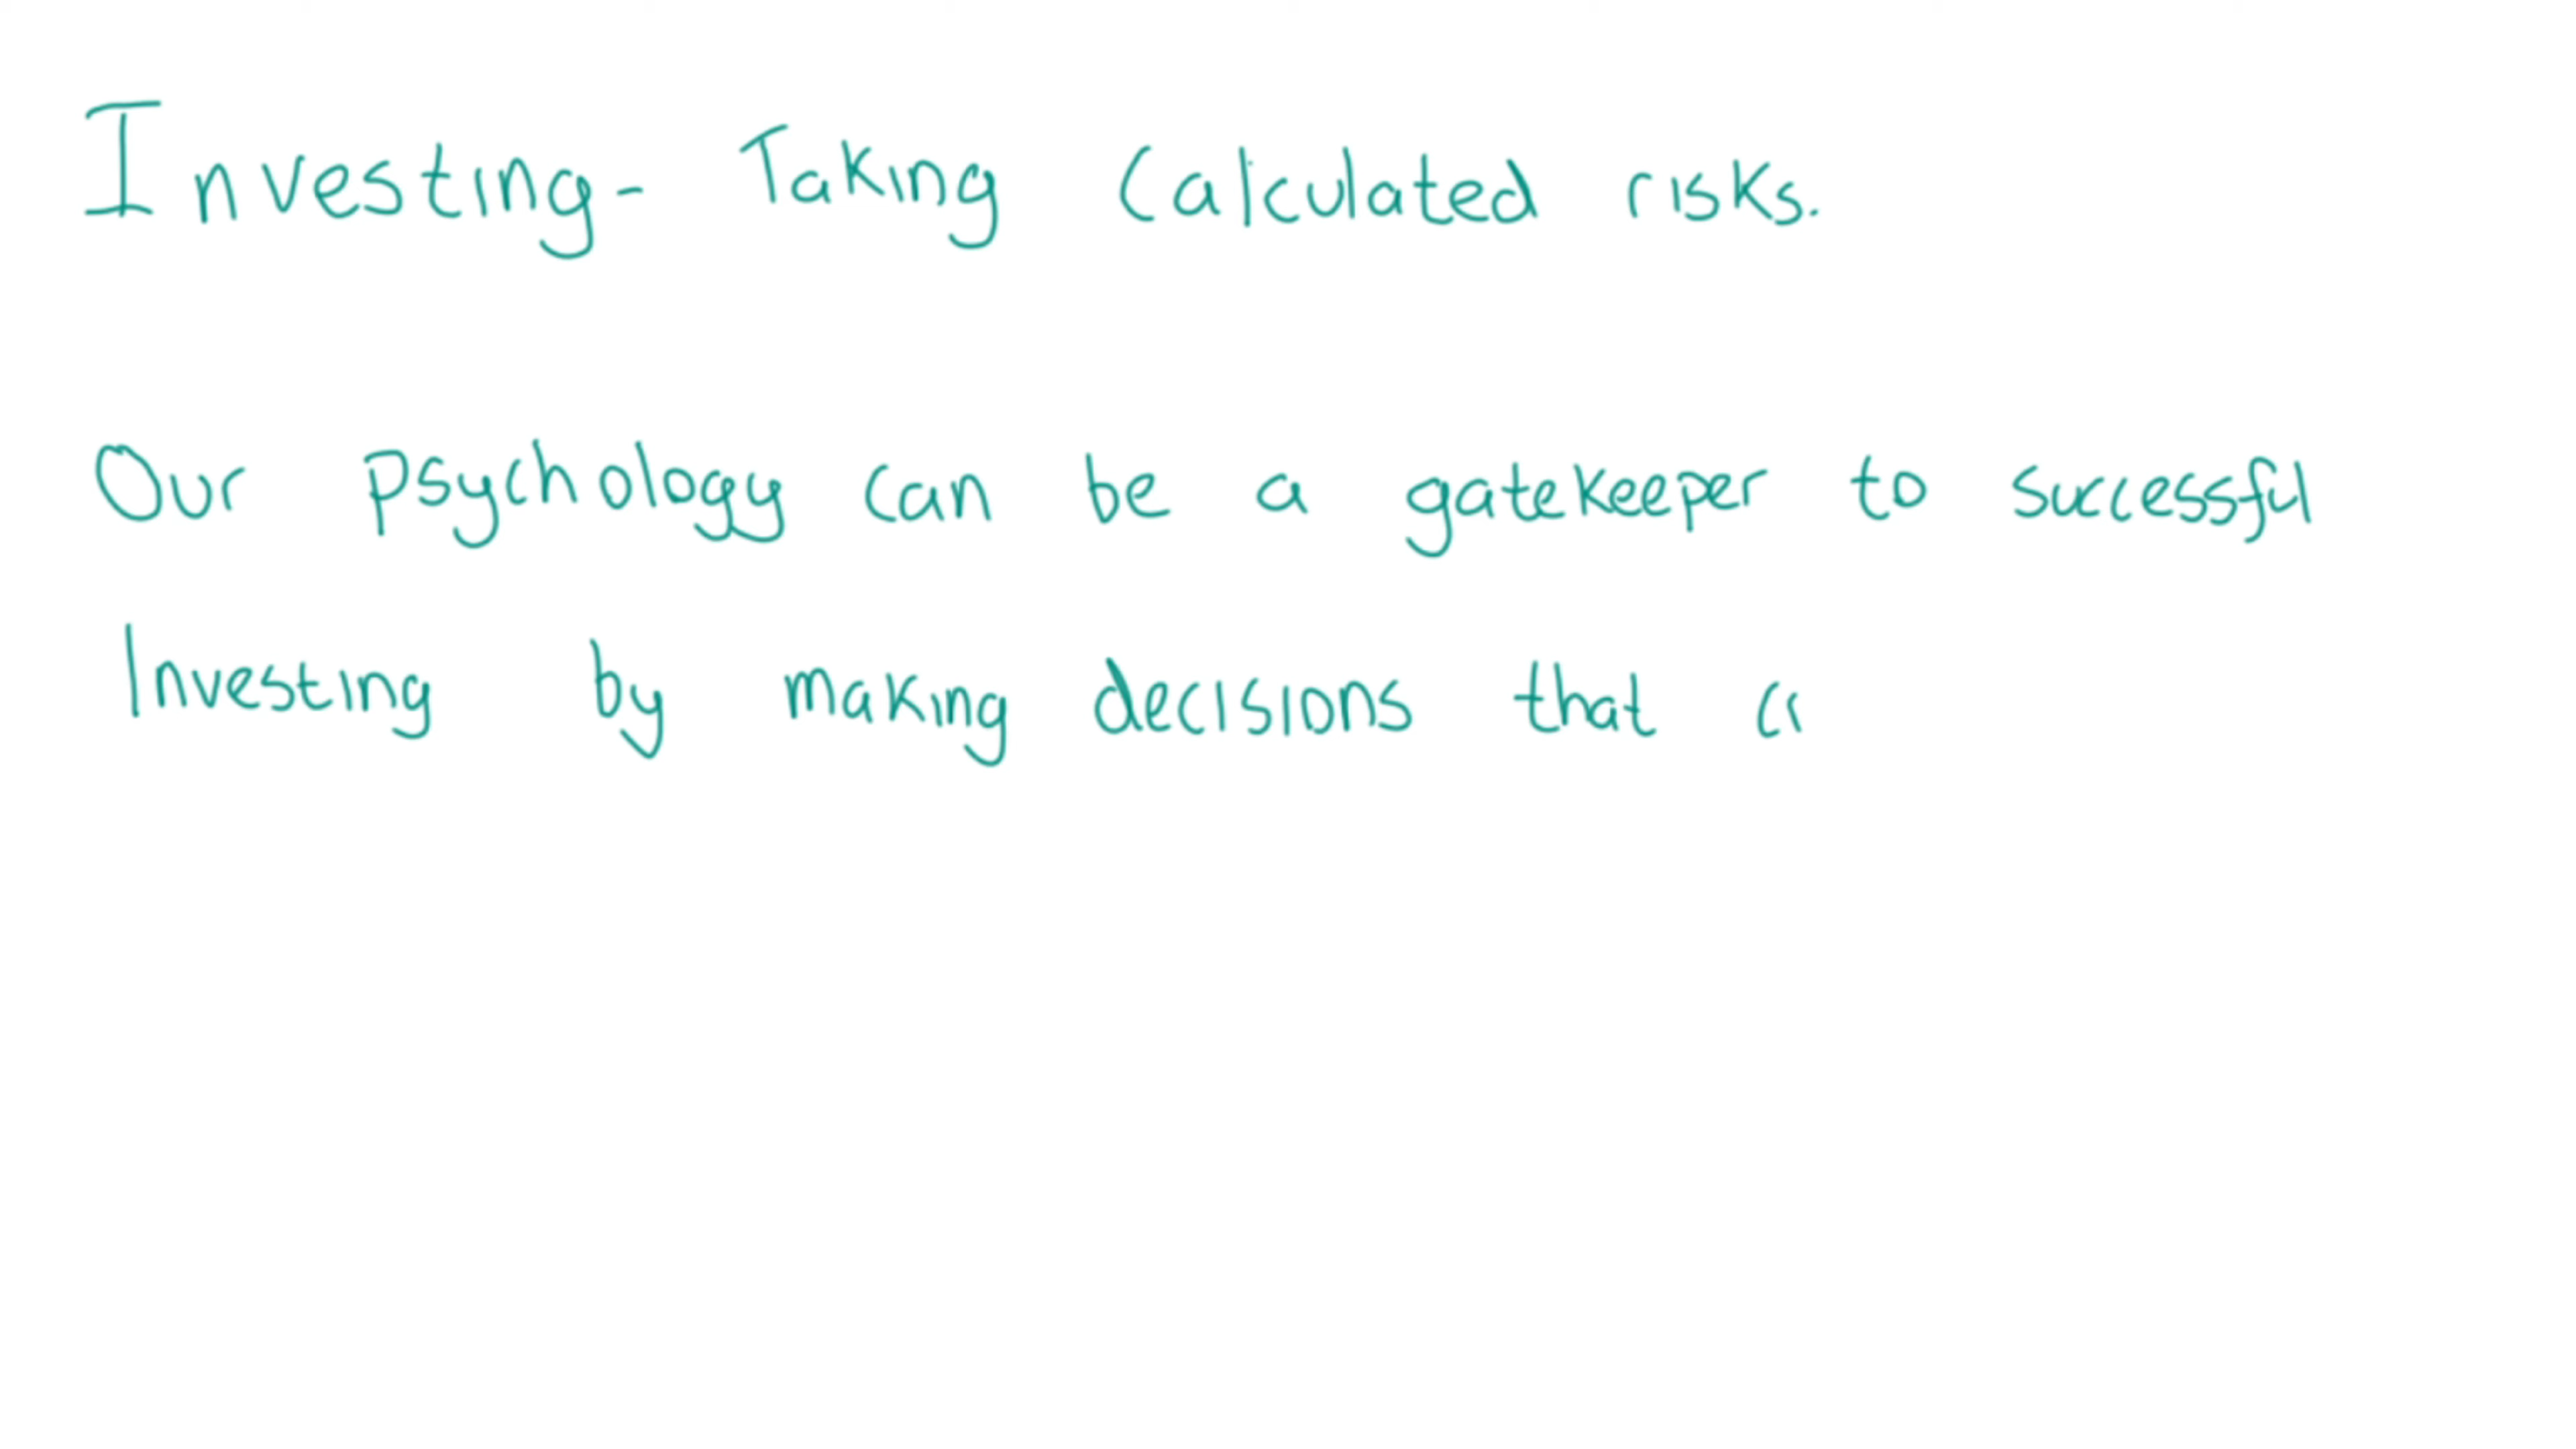 Investing- Taking Calculated risks.
Our psychology can be a gatekeeper to successful
Investing by making decisions that